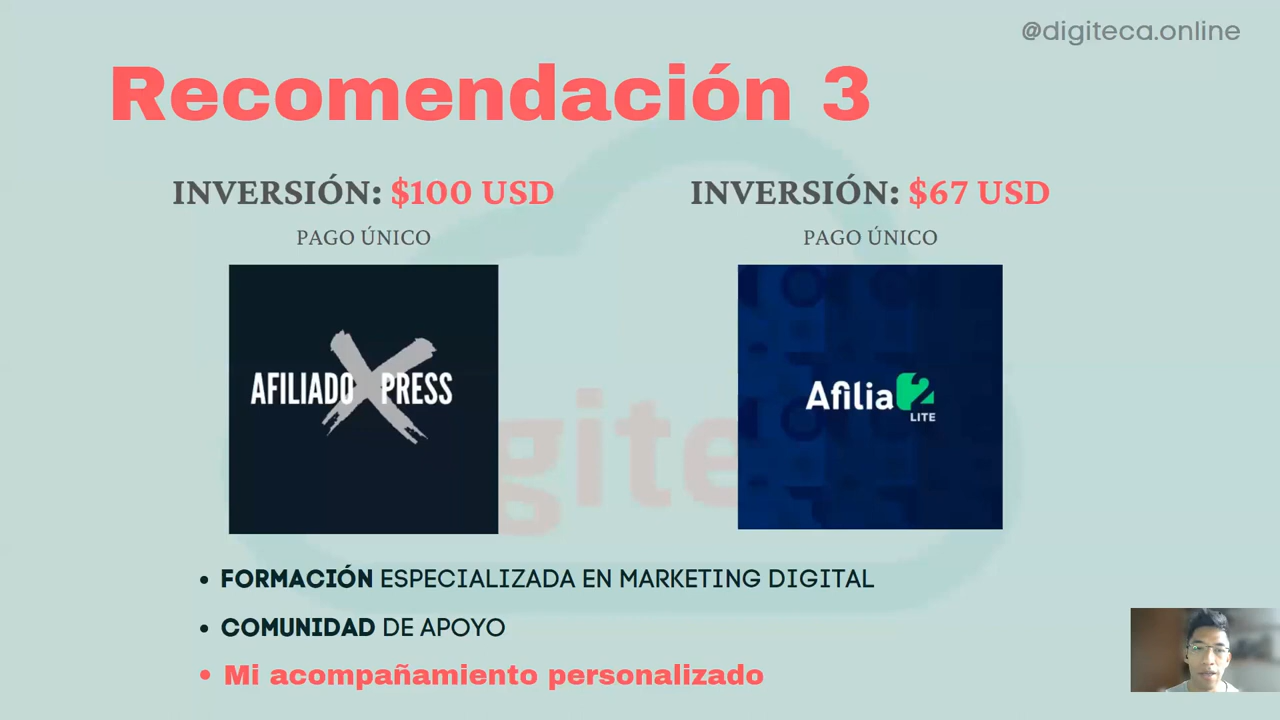 @digiteca.online
Recomendación 3
INVERSIÓN: $100 USD
PAGO ÚNICO
INVERSIÓN: $67 USD
PAGO ÚNICO
AFILIADO X PRESS
Afilia2
LITE
gite
• FORMACIÓN ESPECIALIZADA EN MARKETING DIGITAL
• COMUNIDAD DE APOYO
• Mi acompañamiento personalizado